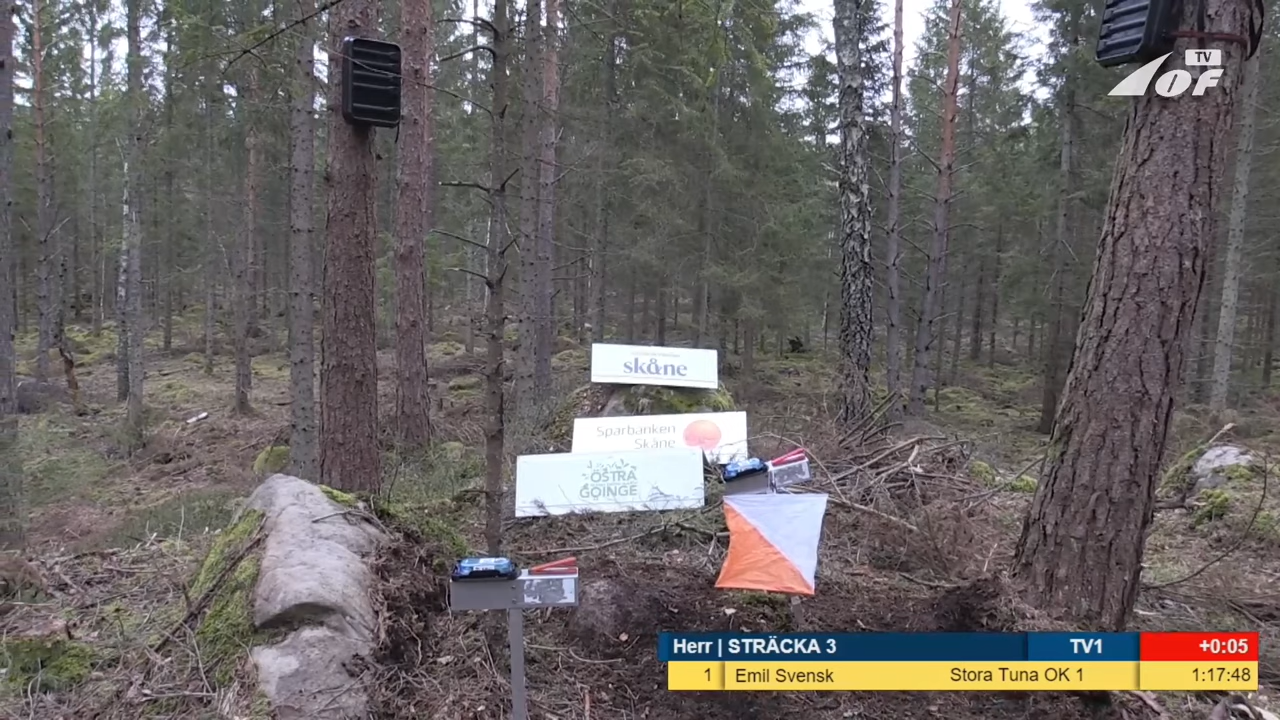 TV
OF
skåne
Sparbanken
Skåne
ÖSTRA
GOINGE
Herr | STRÄCKA 3 TV1 +0:05
1 Emil Svensk Stora Tuna OK 1 1:17:48